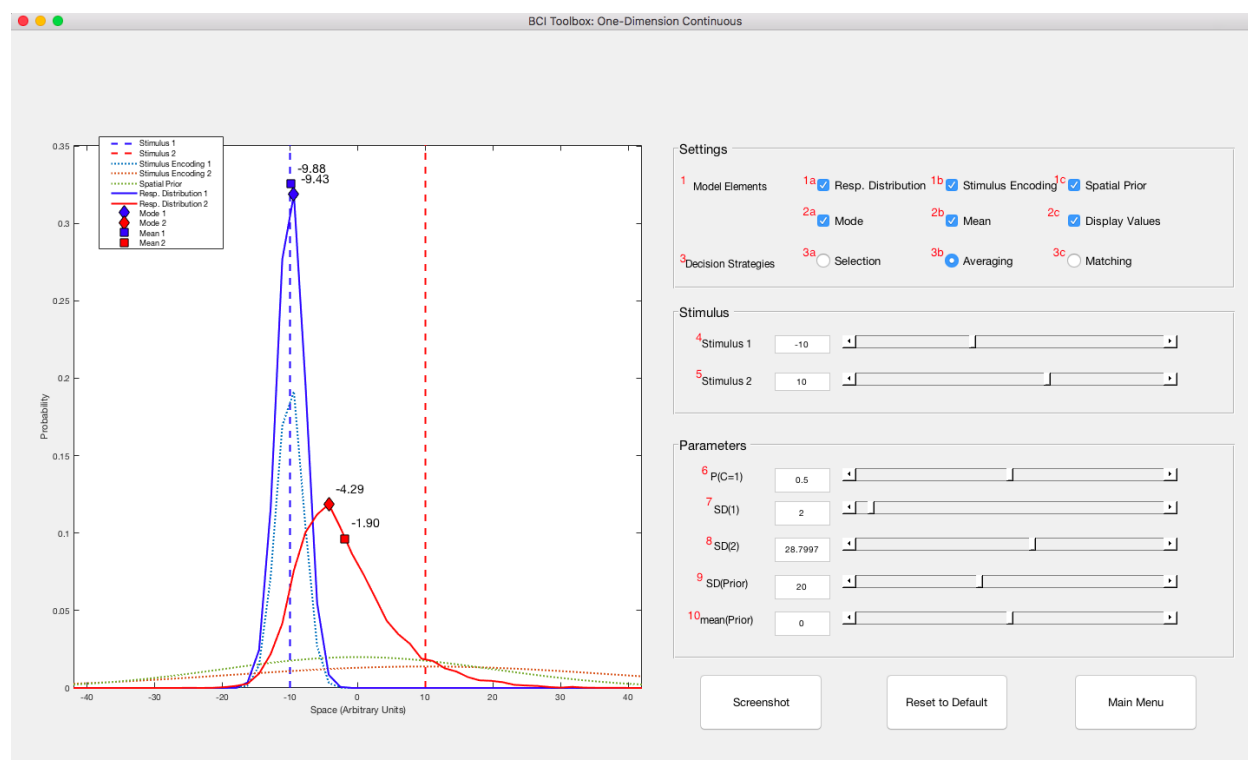 BCI Toolbox: One-Dimension Continuous
Stimulus 1
Stimulus 2
Stimulus Encoding 1
Stimulus Encoding 2
Spatial Prior
Resp. Distribution 1
Resp. Distribution 2
Mode 1
Mode 2
Mean 1
Mean 2
-9.88
-9.43
-4.29
-1.90
0.35
0.3
0.25
0.2
0.15
0.1
0.05
0
Probability
-40 -30 -20 -10 0 10 20 30 40
Space (Arbitrary Units)
Settings
1 Model Elements 1a Resp. Distribution 1b Stimulus Encoding 1c Spatial Prior
2a Mode 2b Mean 2c Display Values
3 Decision Strategies 3a Selection 3b Averaging 3c Matching
Stimulus
4 Stimulus 1 -10
5 Stimulus 2 10
Parameters
6 P(C=1) 0.5
7 SD(1) 2
8 SD(2) 28.7997
9 SD(Prior) 20
10 mean(Prior) 0
Screenshot Reset to Default Main Menu